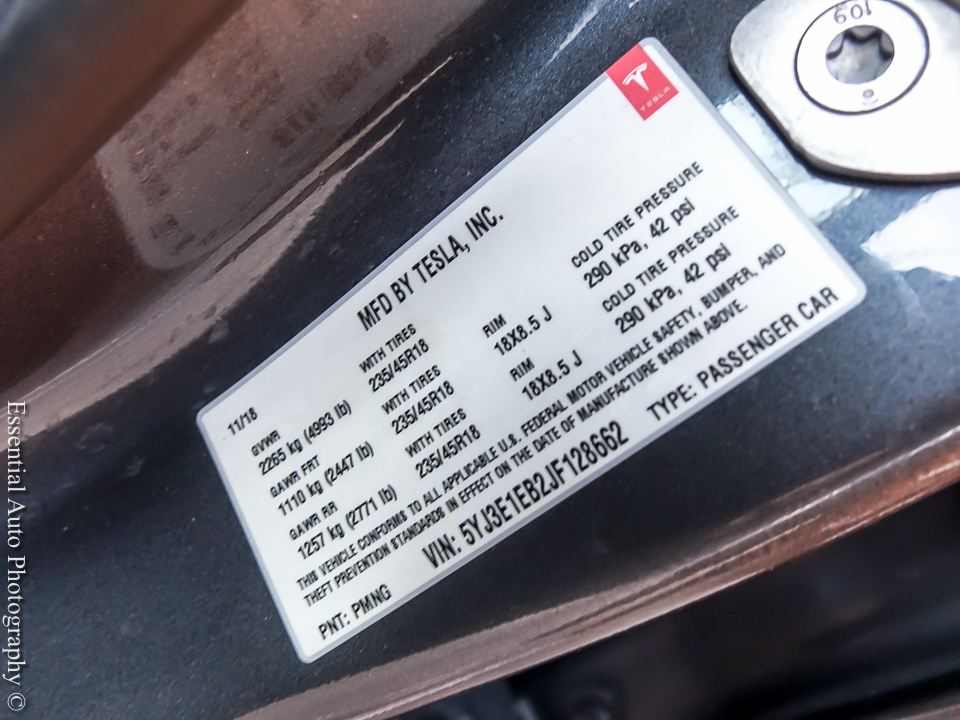 TESLA
MFD BY TESLA, INC.
11/18
GVWR
2265 kg (4993 lb)
WITH TIRES
235/45R18
RIM
18X8.5 J
COLD TIRE PRESSURE
290 kPa, 42 psi
GAWR FRT
1110 kg (2447 lb)
WITH TIRES
235/45R18
RIM
18X8.5 J
COLD TIRE PRESSURE
290 kPa, 42 psi
GAWR RR
1257 kg (2771 lb)
WITH TIRES
235/45R18
THIS VEHICLE CONFORMS TO ALL APPLICABLE U.S. FEDERAL MOTOR VEHICLE SAFETY, BUMPER, AND
THEFT PREVENTION STANDARDS IN EFFECT ON THE DATE OF MANUFACTURE SHOWN ABOVE.
VIN: 5YJ3E1EB2JF128662
TYPE: PASSENGER CAR
PNT: PMNG
109
Essential Auto Photography ©